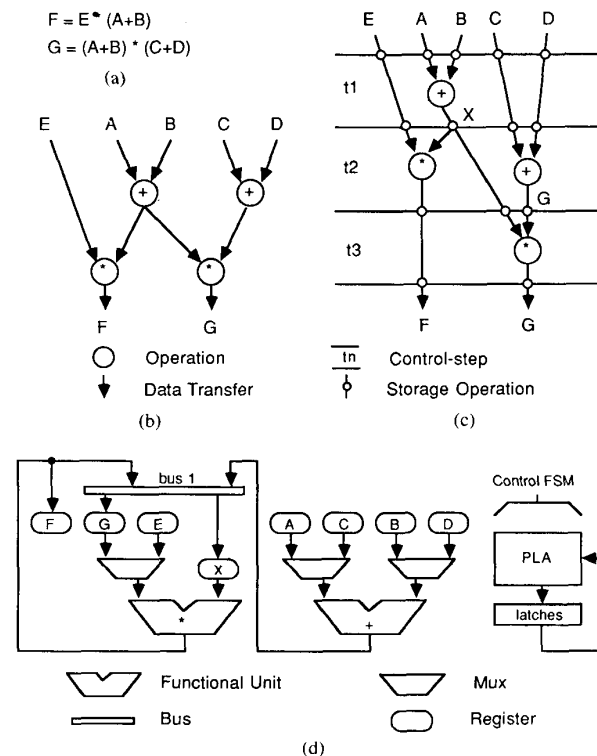 F = E * (A+B)
G = (A+B) * (C+D)
(a)
E A B C D
+ +
* *
F G
Operation
Data Transfer
(b)
E A B C D
t1
+
X
t2
* +
G
t3
*
F G
tn Control-step
Storage Operation
(c)
bus 1
Control FSM
F G E A C B D
X
PLA
* +
latches
Functional Unit
Mux
Bus
Register
(d)